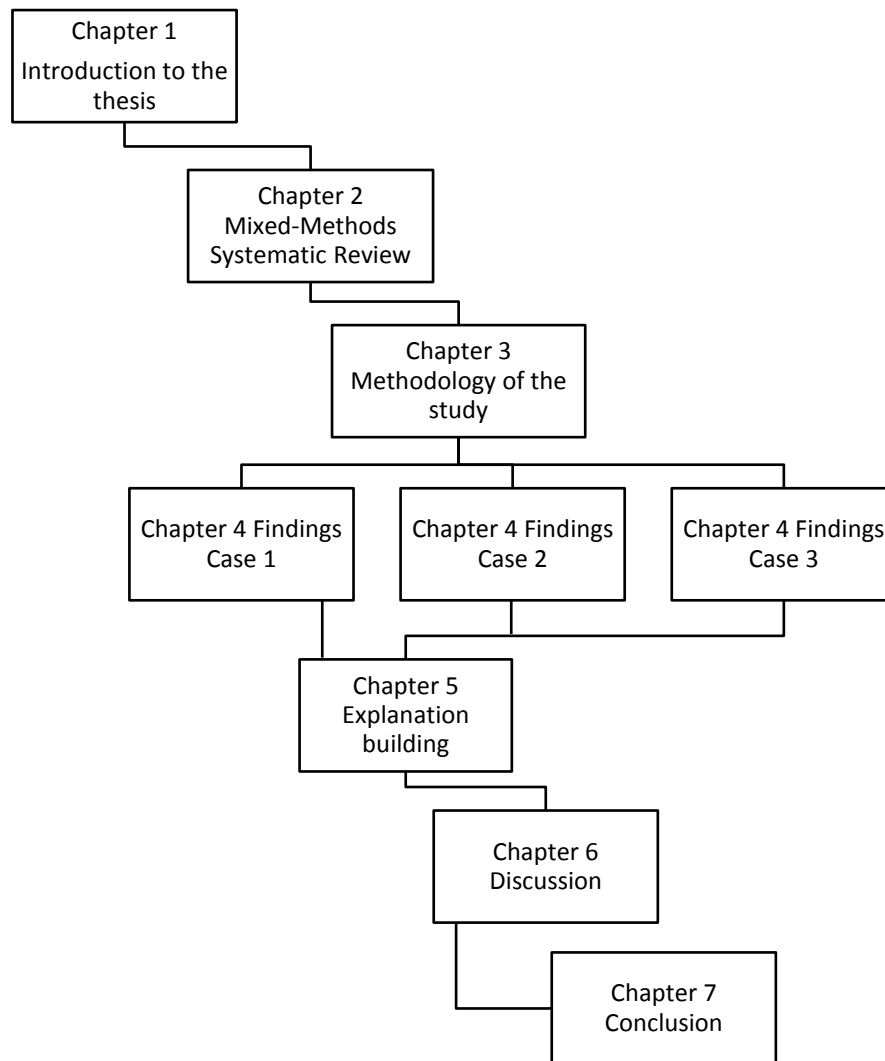 Chapter 1
Introduction to the
thesis
Chapter 2
Mixed-Methods
Systematic Review
Chapter 3
Methodology of the
study
Chapter 4 Findings
Case 1
Chapter 4 Findings
Case 2
Chapter 4 Findings
Case 3
Chapter 5
Explanation
building
Chapter 6
Discussion
Chapter 7
Conclusion